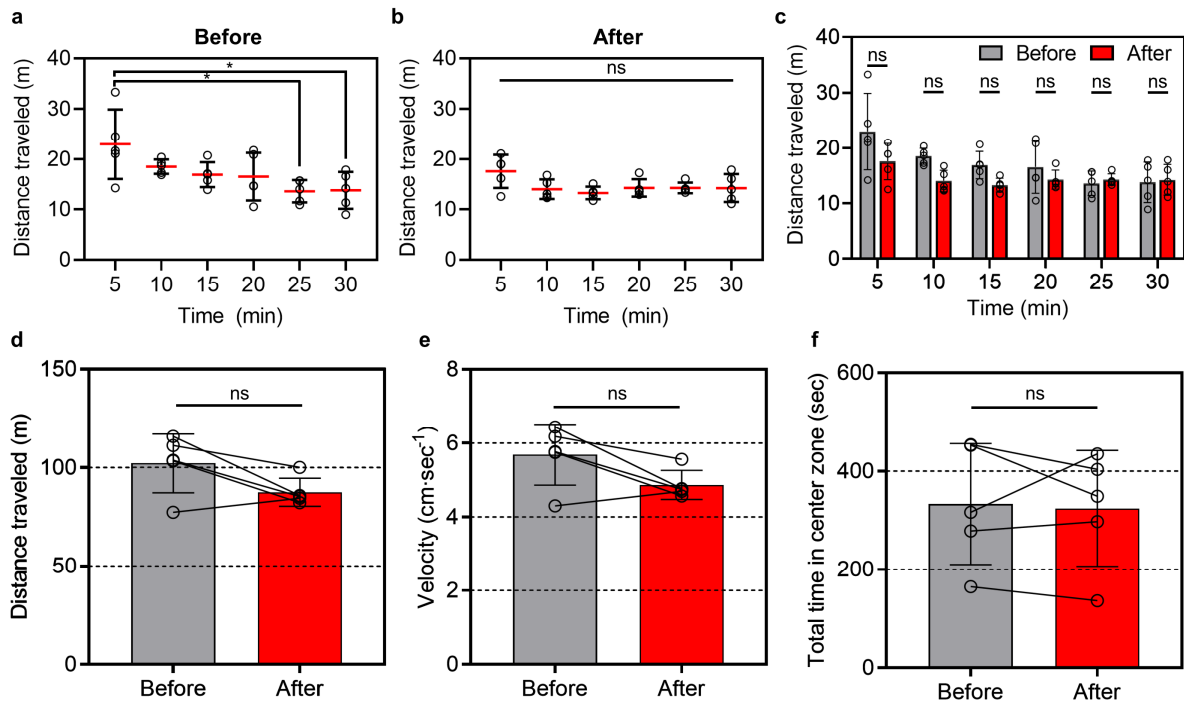 a
Before
Distance traveled (m)
40
30
20
10
0
*
*
5 10 15 20 25 30
Time (min)
b
After
Distance traveled (m)
40
30
20
10
0
ns
5 10 15 20 25 30
Time (min)
c
Distance traveled (m)
40
30
20
10
0
Before After
ns ns ns ns ns ns
5 10 15 20 25 30
Time (min)
d
Distance traveled (m)
150
100
50
0
ns
Before After
e
Velocity (cm·sec⁻¹)
8
6
4
2
0
ns
Before After
f
Total time in center zone (sec)
600
400
200
0
ns
Before After